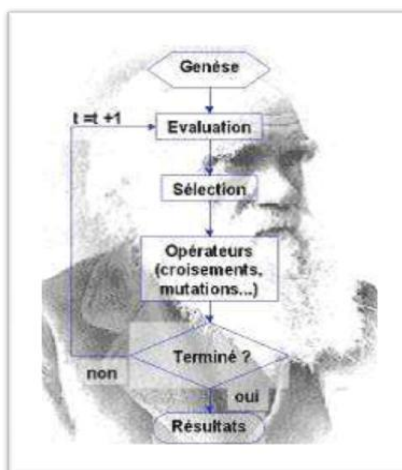 Genèse
t =t +1
Evaluation
Sélection
Opérateurs
(croisements,
mutations...)
Terminé ?
non
oui
Résultats